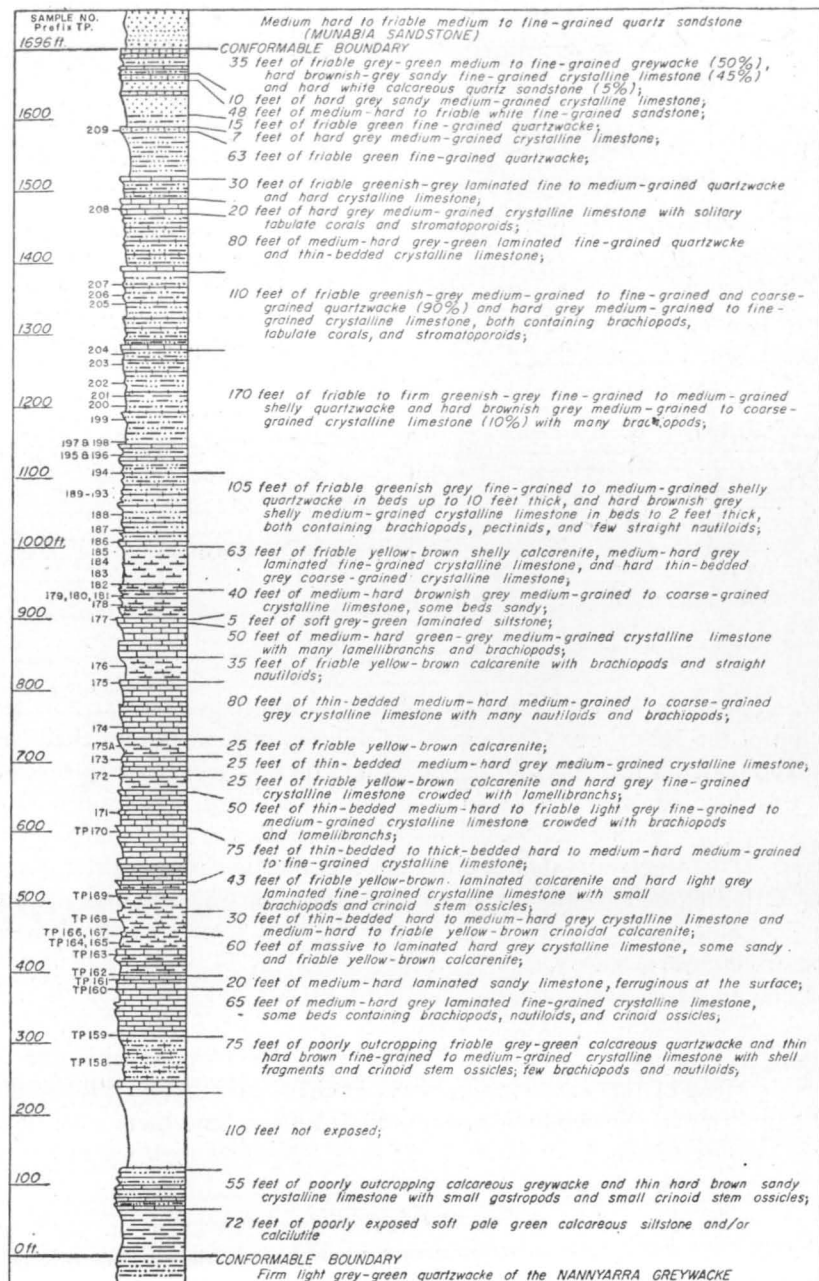 SAMPLE NO.
Prefix TP.
1696 ft.
1600
209
1500
208
1400
207
206
205
1300
204
203
202
201
1200
200
199
197 & 198
195 & 196
1100
194
189-193
188
187
186
1000 ft.
185
184
183
182
179, 180, 181
178
900
177
176
800
175
174
175A
700
173
172
171
600
TP170
500
TP169
TP168
TP 166, 167
TP 164, 165
TP163
400
TP162
TP161
TP160
300
TP 159
TP 158
200
100
0 ft.
Medium hard to friable medium to fine-grained quartz sandstone
(MUNABIA SANDSTONE)
CONFORMABLE BOUNDARY
35 feet of friable grey-green medium to fine-grained greywacke (50%),
hard brownish-grey sandy fine-grained crystalline limestone (45%)
and hard white calcareous quartz sandstone (5%);
10 feet of hard grey sandy medium-grained crystalline limestone;
48 feet of medium-hard to friable white fine-grained sandstone;
15 feet of friable green fine-grained quartzwacke;
7 feet of hard grey medium-grained crystalline limestone;
63 feet of friable green fine-grained quartzwacke;
30 feet of friable greenish-grey laminated fine to medium-grained quartzwacke
and hard crystalline limestone;
20 feet of hard grey medium-grained crystalline limestone with solitary
tabulate corals and stromatoporoids;
80 feet of medium-hard grey-green laminated fine-grained quartzwcke
and thin-bedded crystalline limestone;
110 feet of friable greenish-grey medium-grained to fine-grained and coarse-
grained quartzwacke (90%) and hard grey medium-grained to fine-
grained crystalline limestone, both containing brachiopods,
tabulate corals, and stromatoporoids;
170 feet of friable to firm greenish-grey fine-grained to medium-grained
shelly quartzwacke and hard brownish grey medium-grained to coarse-
grained crystalline limestone (10%) with many brachiopods;
105 feet of friable greenish grey fine-grained to medium-grained shelly
quartzwacke in beds up to 10 feet thick, and hard brownish grey
shelly medium-grained crystalline limestone in beds to 2 feet thick,
both containing brachiopods, pectinids, and few straight nautiloids;
63 feet of friable yellow-brown shelly calcarenite, medium-hard grey
laminated fine-grained crystalline limestone, and hard thin-bedded
grey coarse-grained crystalline limestone;
40 feet of medium-hard brownish grey medium-grained to coarse-grained
crystalline limestone, some beds sandy;
5 feet of soft grey-green laminated siltstone;
50 feet of medium-hard green-grey medium-grained crystalline limestone
with many lamellibranchs and brachiopods;
35 feet of friable yellow-brown calcarenite with brachiopods and straight
nautiloids;
80 feet of thin-bedded medium-hard medium-grained to coarse-grained
grey crystalline limestone with many nautiloids and brachiopods;
25 feet of friable yellow-brown calcarenite;
25 feet of thin-bedded medium-hard grey medium-grained crystalline limestone;
25 feet of friable yellow-brown calcarenite and hard grey fine-grained
crystalline limestone crowded with lamellibranchs;
50 feet of thin-bedded medium-hard to friable light grey fine-grained to
medium-grained crystalline limestone crowded with brachiopods
and lamellibranchs;
75 feet of thin-bedded to thick-bedded hard to medium-hard medium-grained
to fine-grained crystalline limestone;
43 feet of friable yellow-brown laminated calcarenite and hard light grey
laminated fine-grained crystalline limestone with small
brachiopods and crinoid stem ossicles;
30 feet of thin-bedded hard to medium-hard grey crystalline limestone and
medium-hard to friable yellow-brown crinoidal calcarenite;
60 feet of massive to laminated hard grey crystalline limestone, some sandy
and friable yellow-brown calcarenite;
20 feet of medium-hard laminated sandy limestone, ferruginous at the surface;
65 feet of medium-hard grey laminated fine-grained crystalline limestone,
some beds containing brachiopods, nautiloids, and crinoid ossicles;
75 feet of poorly outcropping friable grey-green calcareous quartzwacke and thin
hard brown fine-grained to medium-grained crystalline limestone with shell
fragments and crinoid stem ossicles; few brachiopods and nautiloids;
110 feet not exposed;
55 feet of poorly outcropping calcareous greywacke and thin hard brown sandy
crystalline limestone with small gastropods and small crinoid stem ossicles;
72 feet of poorly exposed soft pale green calcareous siltstone and/or
calcilutite
CONFORMABLE BOUNDARY
Firm light grey-green quartzwacke of the NANNYARRA GREYWACKE